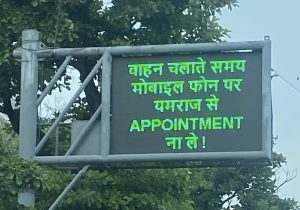 वाहन चलाते समय
मोबाइल फोन पर
यमराज से
APPOINTMENT
ना ले !